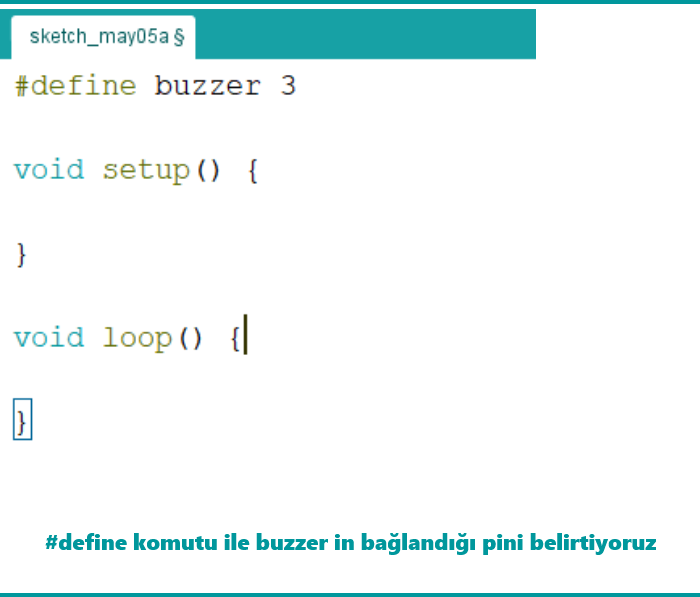 sketch_may05a §
#define buzzer 3
void setup() {
}
void loop() {
}
#define komutu ile buzzer in bağlandığı pini belirtiyoruz